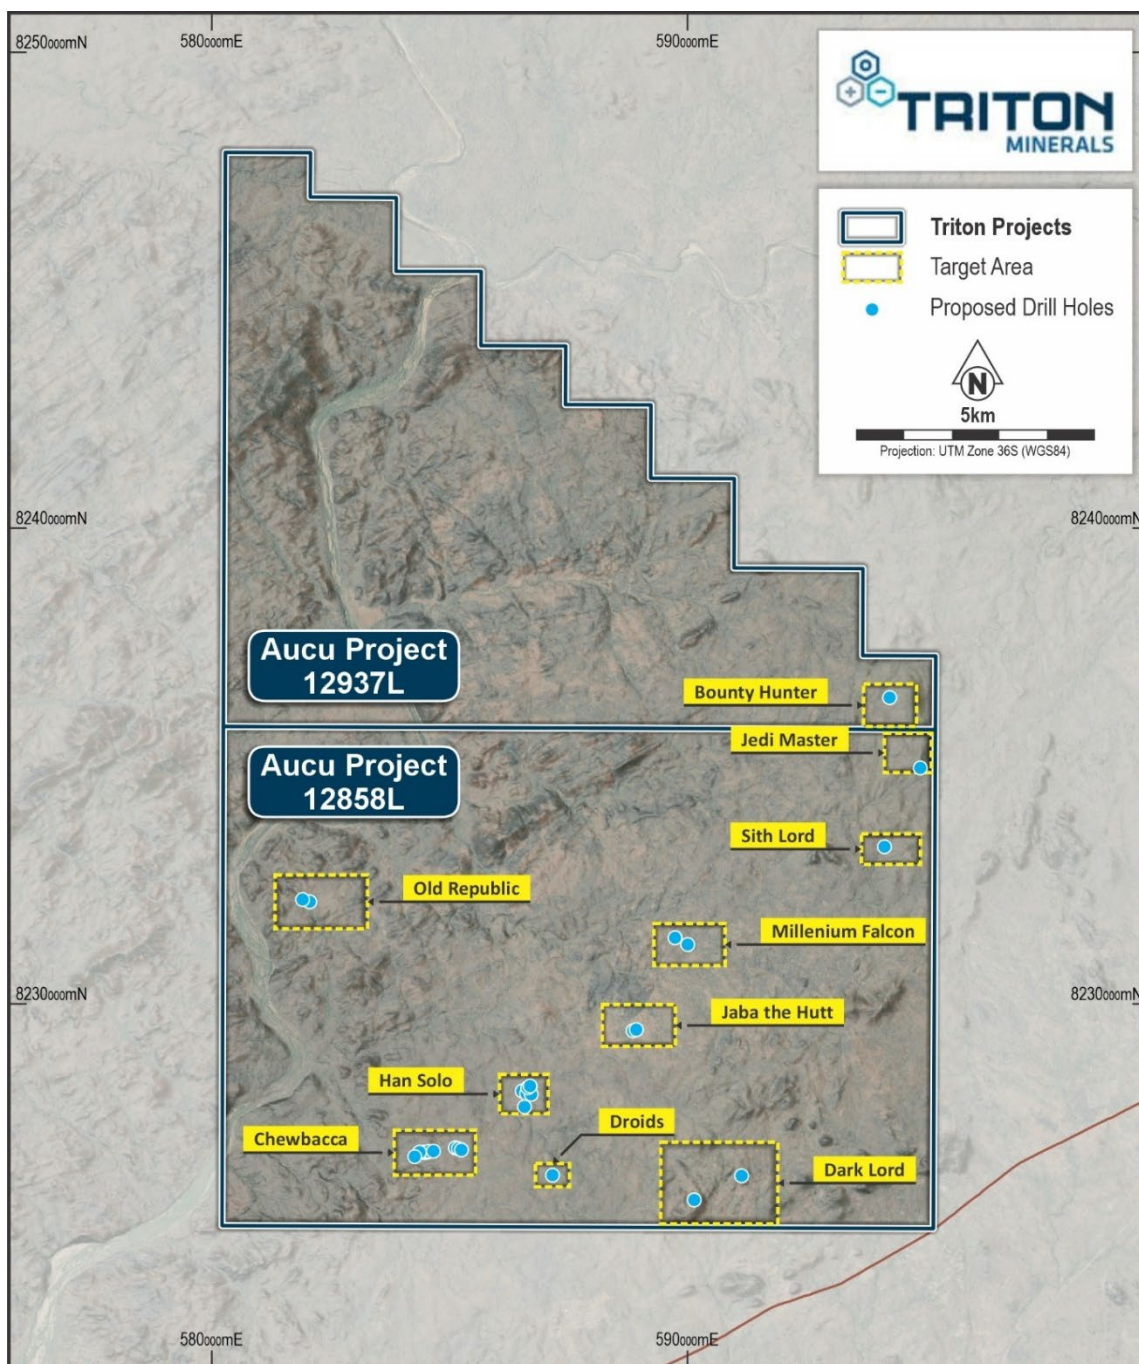 8250000mN
580000mE
590000mE
TRITON
MINERALS
Triton Projects
Target Area
Proposed Drill Holes
N
5km
Projection: UTM Zone 36S (WGS84)
8240000mN
8240000mN
Aucu Project
12937L
Bounty Hunter
Jedi Master
Aucu Project
12858L
Sith Lord
Old Republic
Millenium Falcon
8230000mN
8230000mN
Jaba the Hutt
Han Solo
Droids
Chewbacca
Dark Lord
580000mE
590000mE